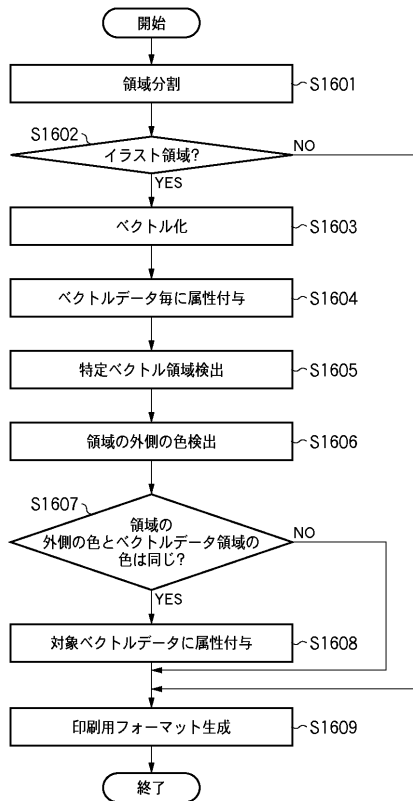 開始
領域分割
S1601
S1602
イラスト領域?
NO
YES
ベクトル化
S1603
ベクトルデータ毎に属性付与
S1604
特定ベクトル領域検出
S1605
領域の外側の色検出
S1606
S1607
領域の
外側の色とベクトルデータ領域の
色は同じ?
NO
YES
対象ベクトルデータに属性付与
S1608
印刷用フォーマット生成
S1609
終了